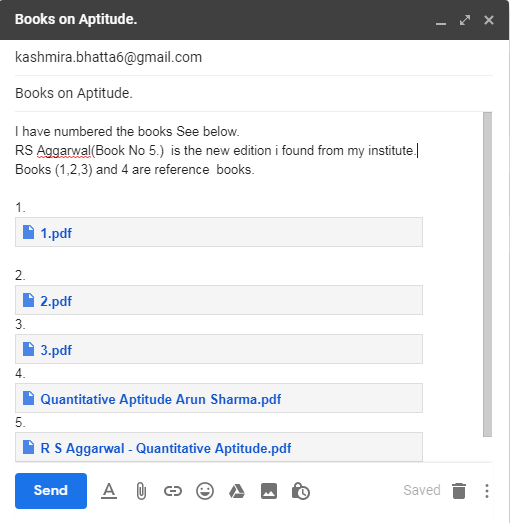 Books on Aptitude.
kashmira.bhatta6@gmail.com
Books on Aptitude.
I have numbered the books See below.
RS Aggarwal(Book No 5.)  is the new edition i found from my institute.
Books (1,2,3) and 4 are reference  books.
1.
1.pdf
2.
2.pdf
3.
3.pdf
4.
Quantitative Aptitude Arun Sharma.pdf
5.
R S Aggarwal - Quantitative Aptitude.pdf
Send A Saved